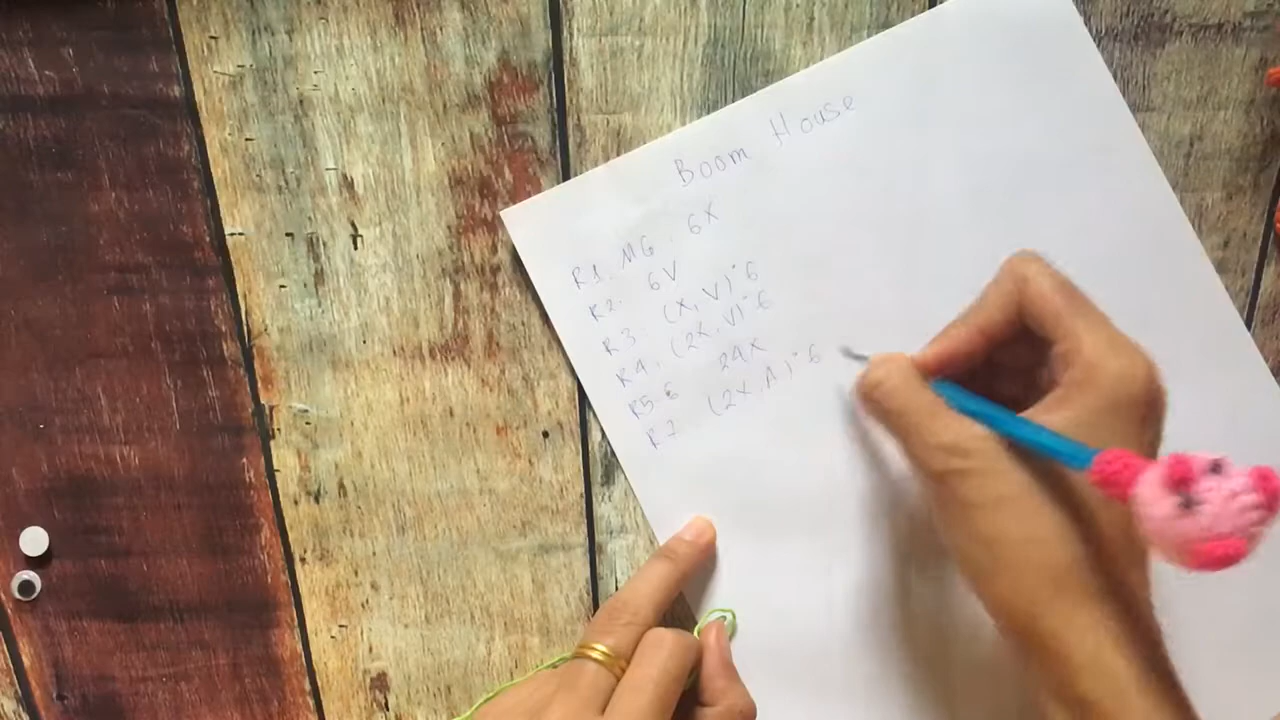 Boom House
R1. MG. 6X
R2. 6V
R3. (X, V)*6
R4. (2X, V)*6
R5-6 24X
R7 (2X, A)*6